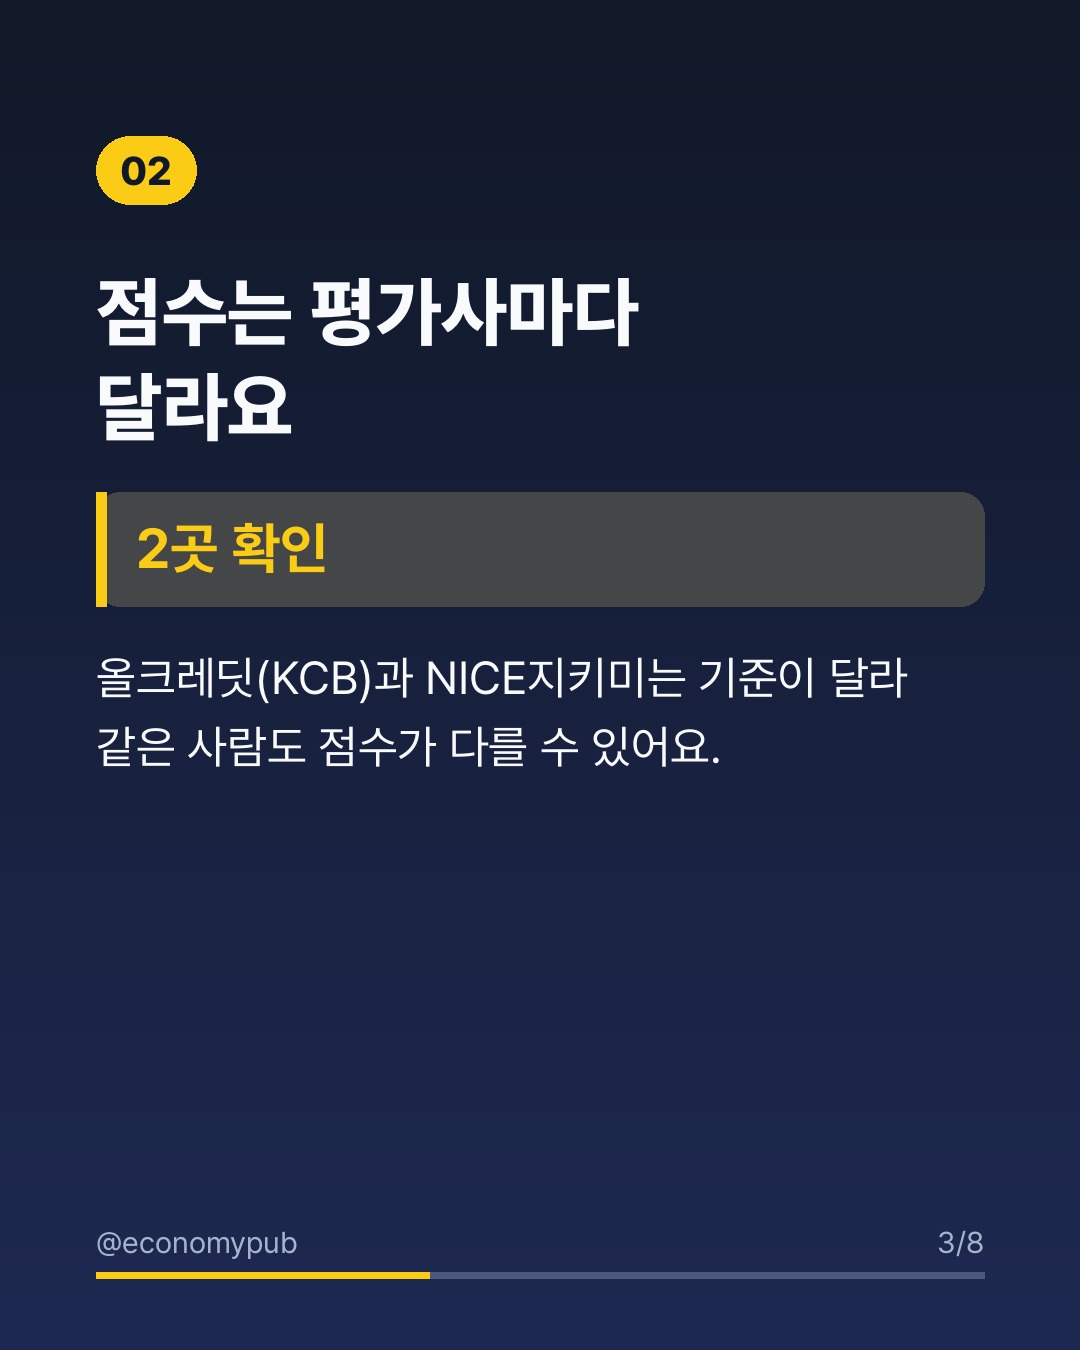 02
점수는 평가사마다
달라요
2곳 확인
올크레딧(KCB)과 NICE지키미는 기준이 달라
같은 사람도 점수가 다를 수 있어요.
@economypub
3/8